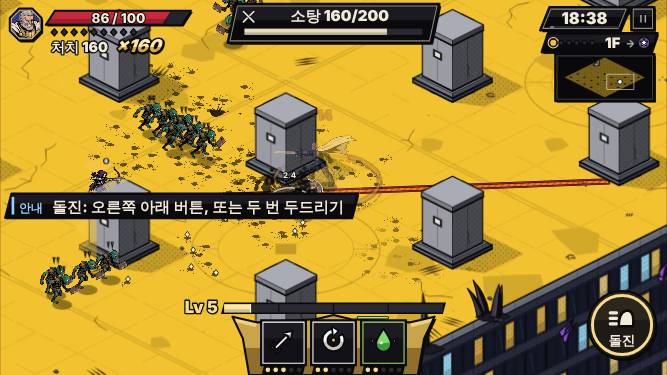 86 / 100
소탕 160/200
18:38
처치 160 ×160
1F
2.4
안내 돌진: 오른쪽 아래 버튼, 또는 두 번 두드리기
Lv 5
돌진